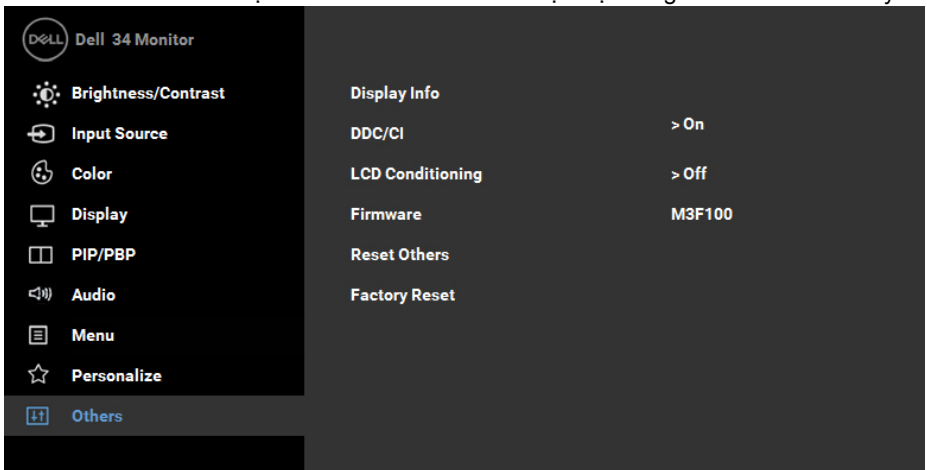 DELL Dell 34 Monitor
Brightness/Contrast Display Info
Input Source DDC/CI > On
Color LCD Conditioning > Off
Display Firmware M3F100
PIP/PBP Reset Others
Audio Factory Reset
Menu
Personalize
Others